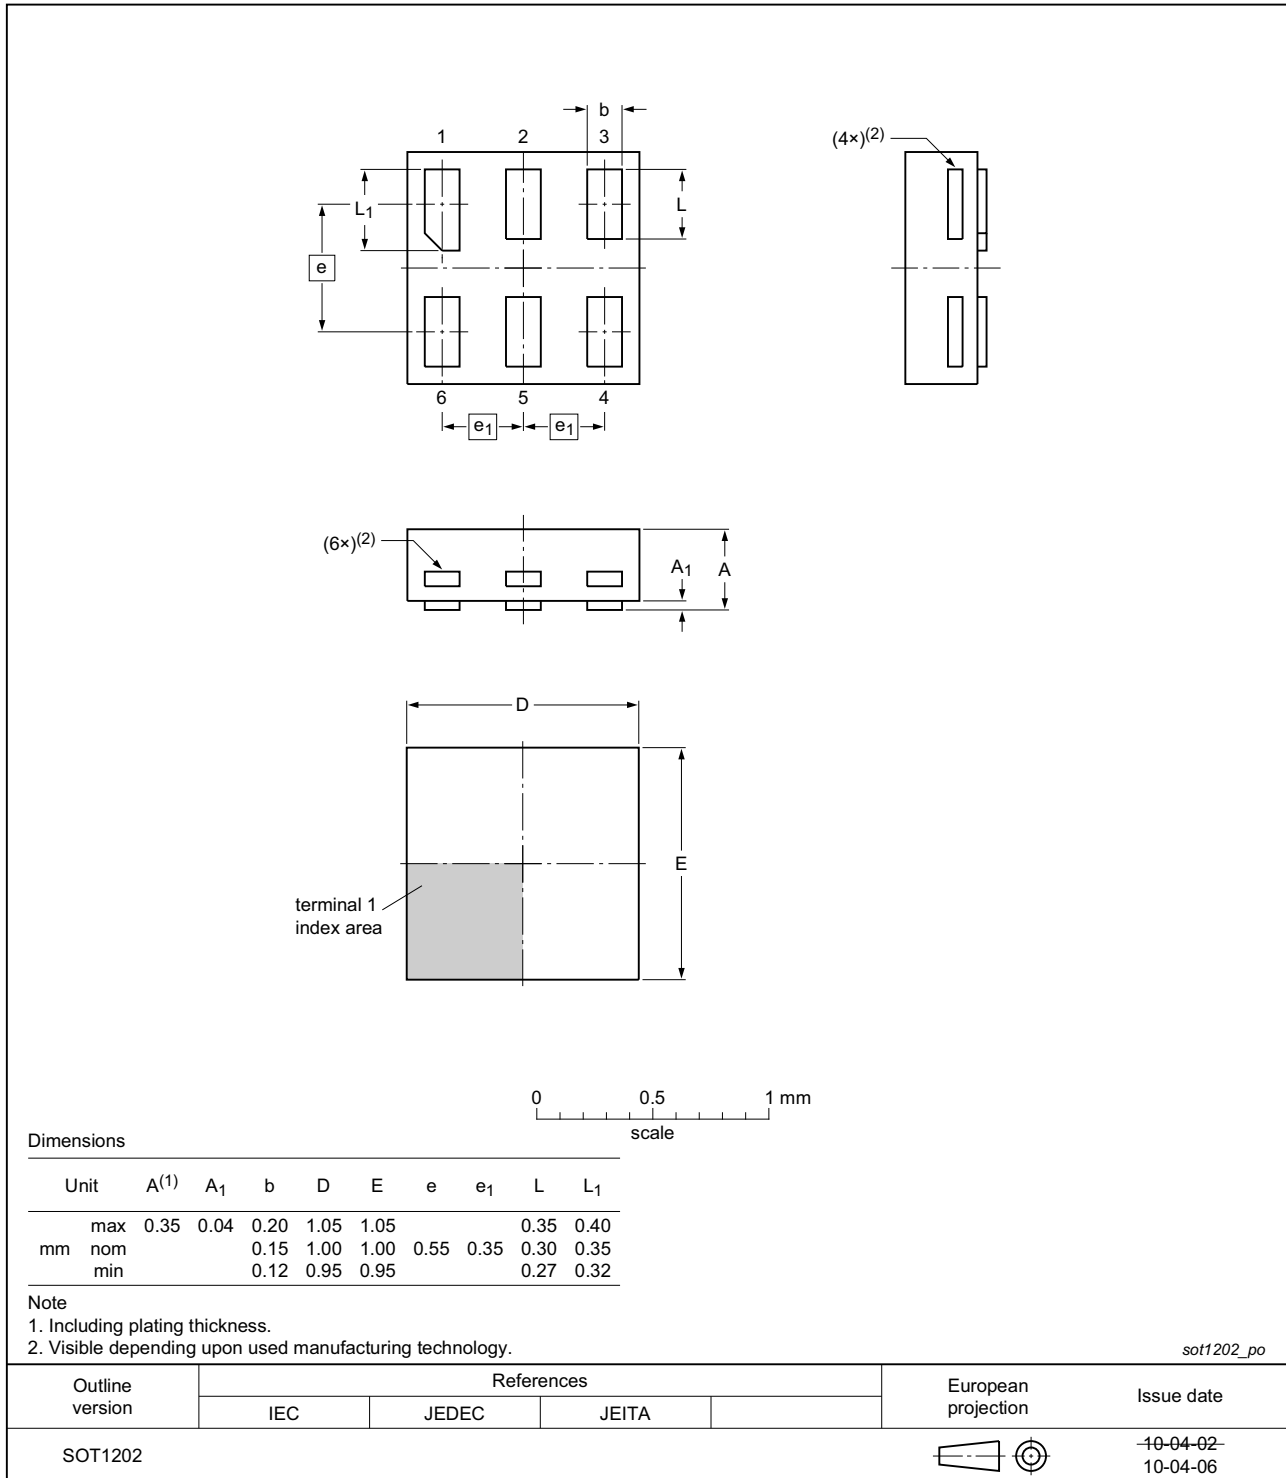 b
1 2 3
(4×)(2)
L1
L
e
6 5 4
e1 e1
(6×)(2)
A1 A
D
E
terminal 1
index area
0 0.5 1 mm
scale
Dimensions
Unit A(1) A1 b D E e e1 L L1
max 0.35 0.04 0.20 1.05 1.05 0.35 0.40
mm nom 0.15 1.00 1.00 0.55 0.35 0.30 0.35
min 0.12 0.95 0.95 0.27 0.32
Note
1. Including plating thickness.
2. Visible depending upon used manufacturing technology.
sot1202_po
Outline
version
References
IEC JEDEC JEITA
European
projection
Issue date
SOT1202
10-04-02
10-04-06